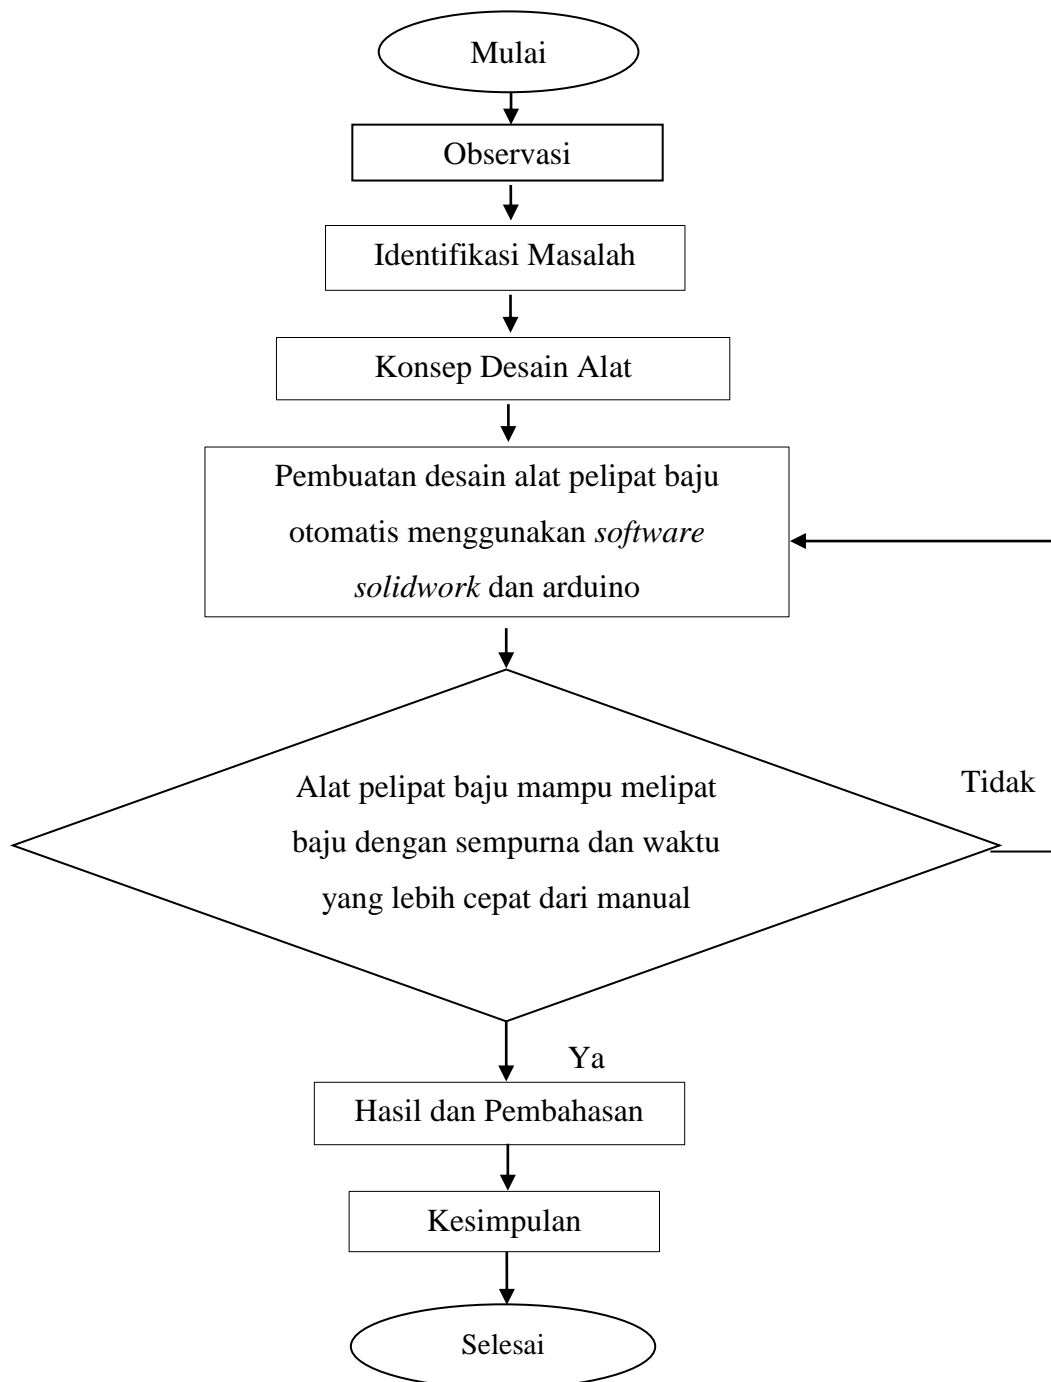 Mulai
Observasi
Identifikasi Masalah
Konsep Desain Alat
Pembuatan desain alat pelipat baju
otomatis menggunakan software
solidwork dan arduino
Alat pelipat baju mampu melipat
baju dengan sempurna dan waktu
yang lebih cepat dari manual
Tidak
Ya
Hasil dan Pembahasan
Kesimpulan
Selesai